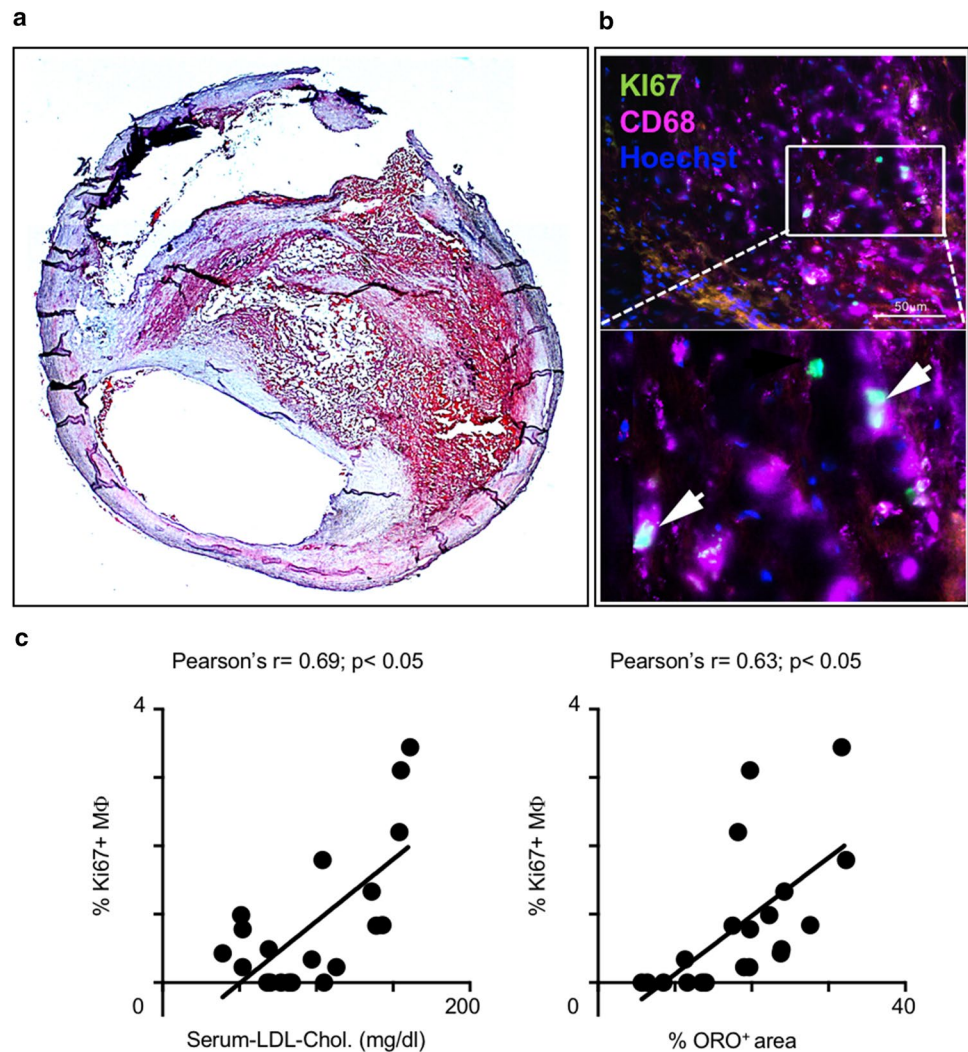 a
b
KI67
CD68
Hoechst
50µm
c
Pearson's r= 0.69; p< 0.05
4
% Ki67+ MΦ
0
200
Serum-LDL-Chol. (mg/dl)
Pearson's r= 0.63; p< 0.05
4
% Ki67+ MΦ
0
40
% ORO⁺ area